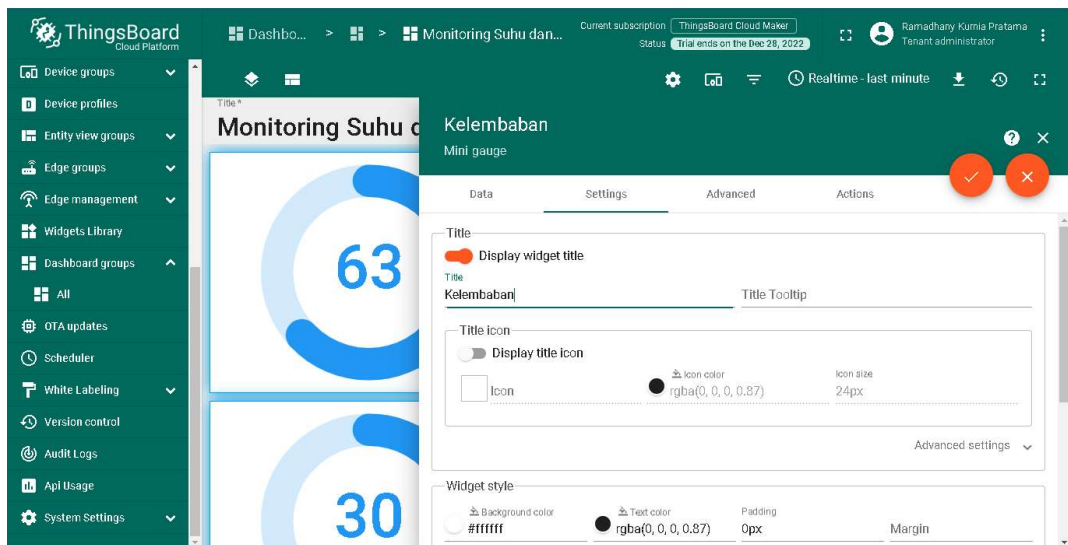 ThingsBoard
Cloud Platform
Dashbo... > > Monitoring Suhu dan...
Current subscription ThingsBoard Cloud Maker
Status Trial ends on the Dec 28, 2022
Ramadhany Kurnia Pratama
Tenant administrator
Device groups
Device profiles
Entity view groups
Edge groups
Edge management
Widgets Library
Dashboard groups
All
OTA updates
Scheduler
White Labeling
Version control
Audit Logs
Api Usage
System Settings
Realtime - last minute
Title *
Monitoring Suhu d
63
30
Kelembaban
Mini gauge
Data Settings Advanced Actions
Title
Display widget title
Title
Kelembaban Title Tooltip
Title icon
Display title icon
Icon
Icon color
rgba(0, 0, 0, 0.87)
Icon size
24px
Advanced settings
Widget style
Background color
#ffffff
Text color
rgba(0, 0, 0, 0.87)
Padding
0px
Margin